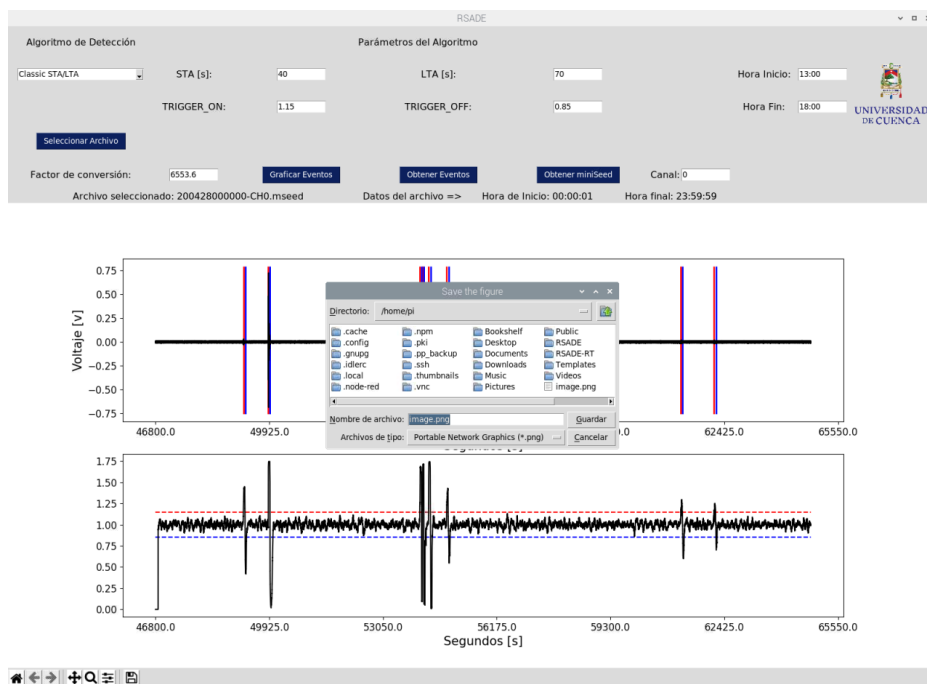 RSADE
Algoritmo de Detección Parámetros del Algoritmo
Classic STA/LTA STA [s]: 40 LTA [s]: 70 Hora Inicio: 13:00
TRIGGER_ON: 1.15 TRIGGER_OFF: 0.85 Hora Fin: 18:00
UNIVERSIDAD
DE CUENCA
Seleccionar Archivo
Factor de conversión: 6553.6 Graficar Eventos Obtener Eventos Obtener miniSeed Canal: 0
Archivo seleccionado: 200428000000-CH0.mseed Datos del archivo => Hora de Inicio: 00:00:01 Hora final: 23:59:59
Voltaje [v]
0.75
0.50
0.25
0.00
−0.25
−0.50
−0.75
46800.0 49925.0 62425.0 65550.0
Save the figure
Directorio: /home/pi
.cache .npm Bookshelf Public
.config .pki Desktop RSADE
.gnupg .pp_backup Documents RSADE-RT
.idlerc .ssh Downloads Templates
.local .thumbnails Music Videos
.node-red .vnc Pictures image.png
Nombre de archivo: image.png Guardar
Archivos de tipo: Portable Network Graphics (*.png) Cancelar
Segundos [s]
1.75
1.50
1.25
1.00
0.75
0.50
0.25
0.00
46800.0 49925.0 53050.0 56175.0 59300.0 62425.0 65550.0
Segundos [s]